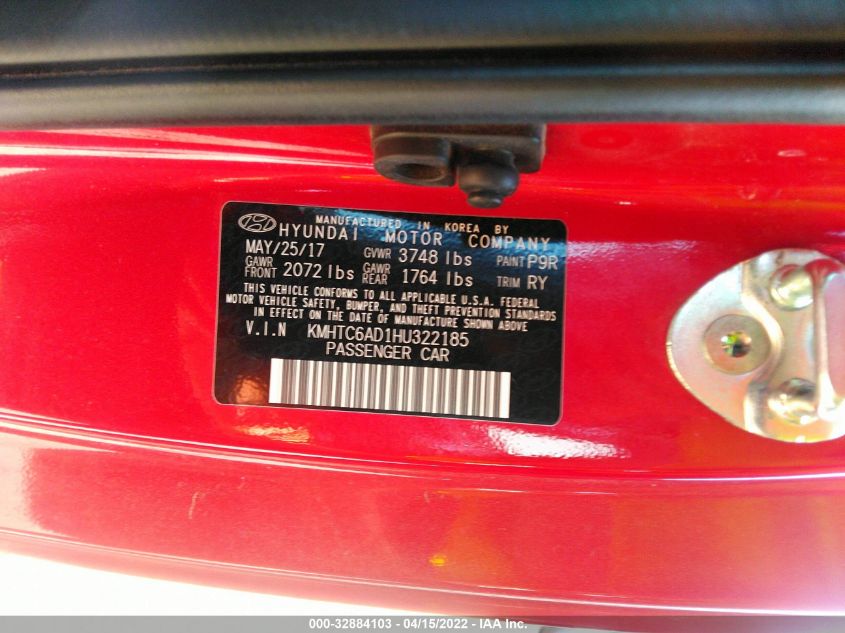 MANUFACTURED IN KOREA BY
HYUNDAI MOTOR COMPANY
MAY/25/17 GVWR 3748 lbs PAINT P9R
GAWR FRONT 2072 lbs GAWR REAR 1764 lbs TRIM RY
THIS VEHICLE CONFORMS TO ALL APPLICABLE U.S.A. FEDERAL
MOTOR VEHICLE SAFETY, BUMPER, AND THEFT PREVENTION STANDARDS
IN EFFECT ON THE DATE OF MANUFACTURE SHOWN ABOVE
V.I.N KMHTC6AD1HU322185
PASSENGER CAR
000-32884103 - 04/15/2022 - IAA Inc.